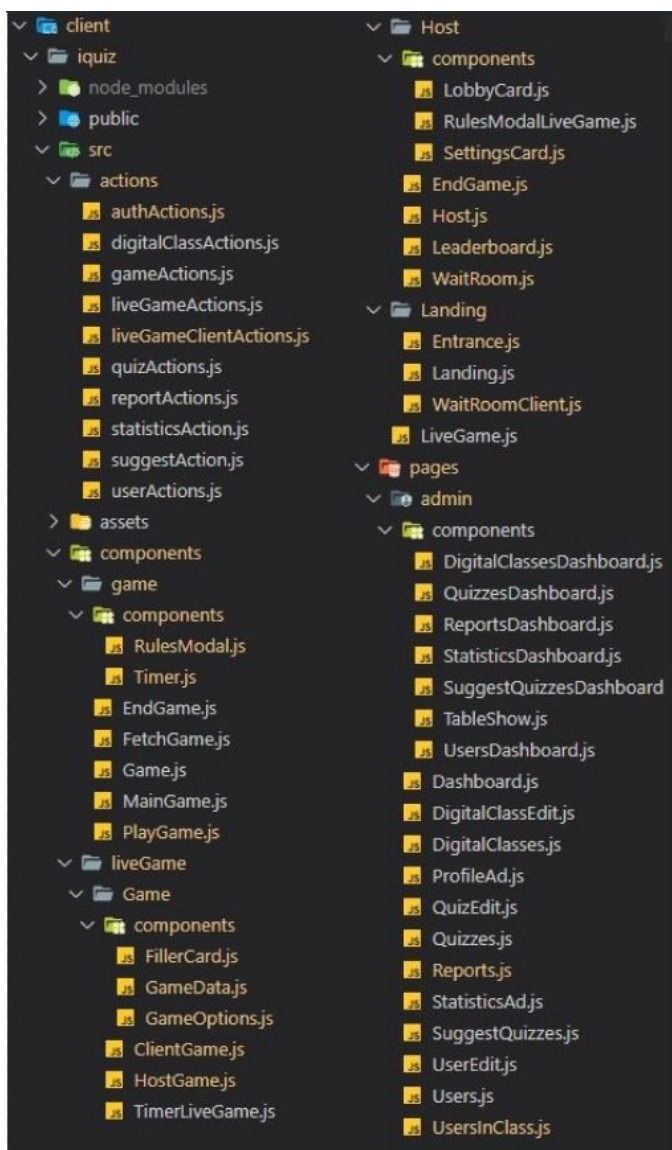 client
iquiz
node_modules
public
src
actions
authActions.js
digitalClassActions.js
gameActions.js
liveGameActions.js
liveGameClientActions.js
quizActions.js
reportActions.js
statisticsAction.js
suggestAction.js
userActions.js
assets
components
game
components
RulesModal.js
Timer.js
EndGame.js
FetchGame.js
Game.js
MainGame.js
PlayGame.js
liveGame
Game
components
FillerCard.js
GameData.js
GameOptions.js
ClientGame.js
HostGame.js
TimerLiveGame.js
Host
components
LobbyCard.js
RulesModalLiveGame.js
SettingsCard.js
EndGame.js
Host.js
Leaderboard.js
WaitRoom.js
Landing
Entrance.js
Landing.js
WaitRoomClient.js
LiveGame.js
pages
admin
components
DigitalClassesDashboard.js
QuizzesDashboard.js
ReportsDashboard.js
StatisticsDashboard.js
SuggestQuizzesDashboard
TableShow.js
UsersDashboard.js
Dashboard.js
DigitalClassEdit.js
DigitalClasses.js
ProfileAd.js
QuizEdit.js
Quizzes.js
Reports.js
StatisticsAd.js
SuggestQuizzes.js
UserEdit.js
Users.js
UsersInClass.js